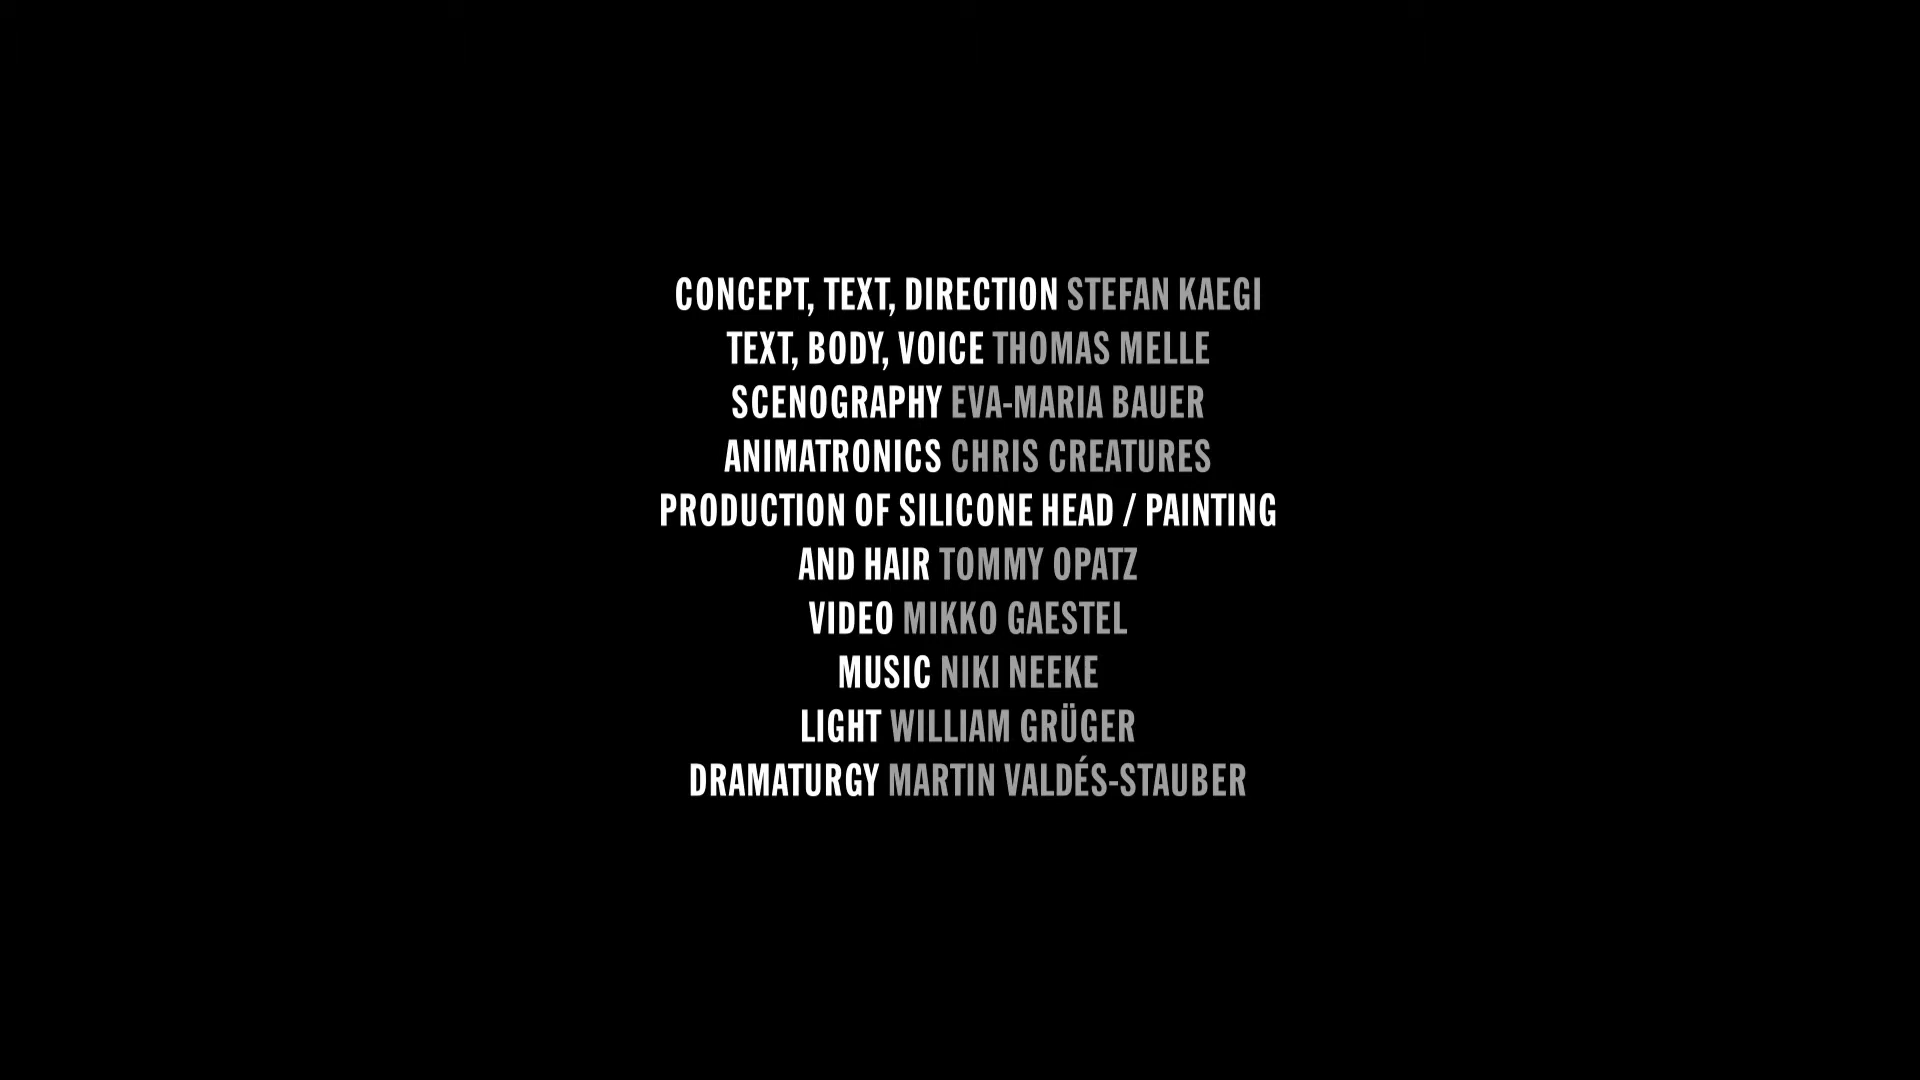 CONCEPT, TEXT, DIRECTION STEFAN KAEGI
TEXT, BODY, VOICE THOMAS MELLE
SCENOGRAPHY EVA-MARIA BAUER
ANIMATRONICS CHRIS CREATURES
PRODUCTION OF SILICONE HEAD / PAINTING
AND HAIR TOMMY OPATZ
VIDEO MIKKO GAESTEL
MUSIC NIKI NEEKE
LIGHT WILLIAM GRÜGER
DRAMATURGY MARTIN VALDÉS-STAUBER